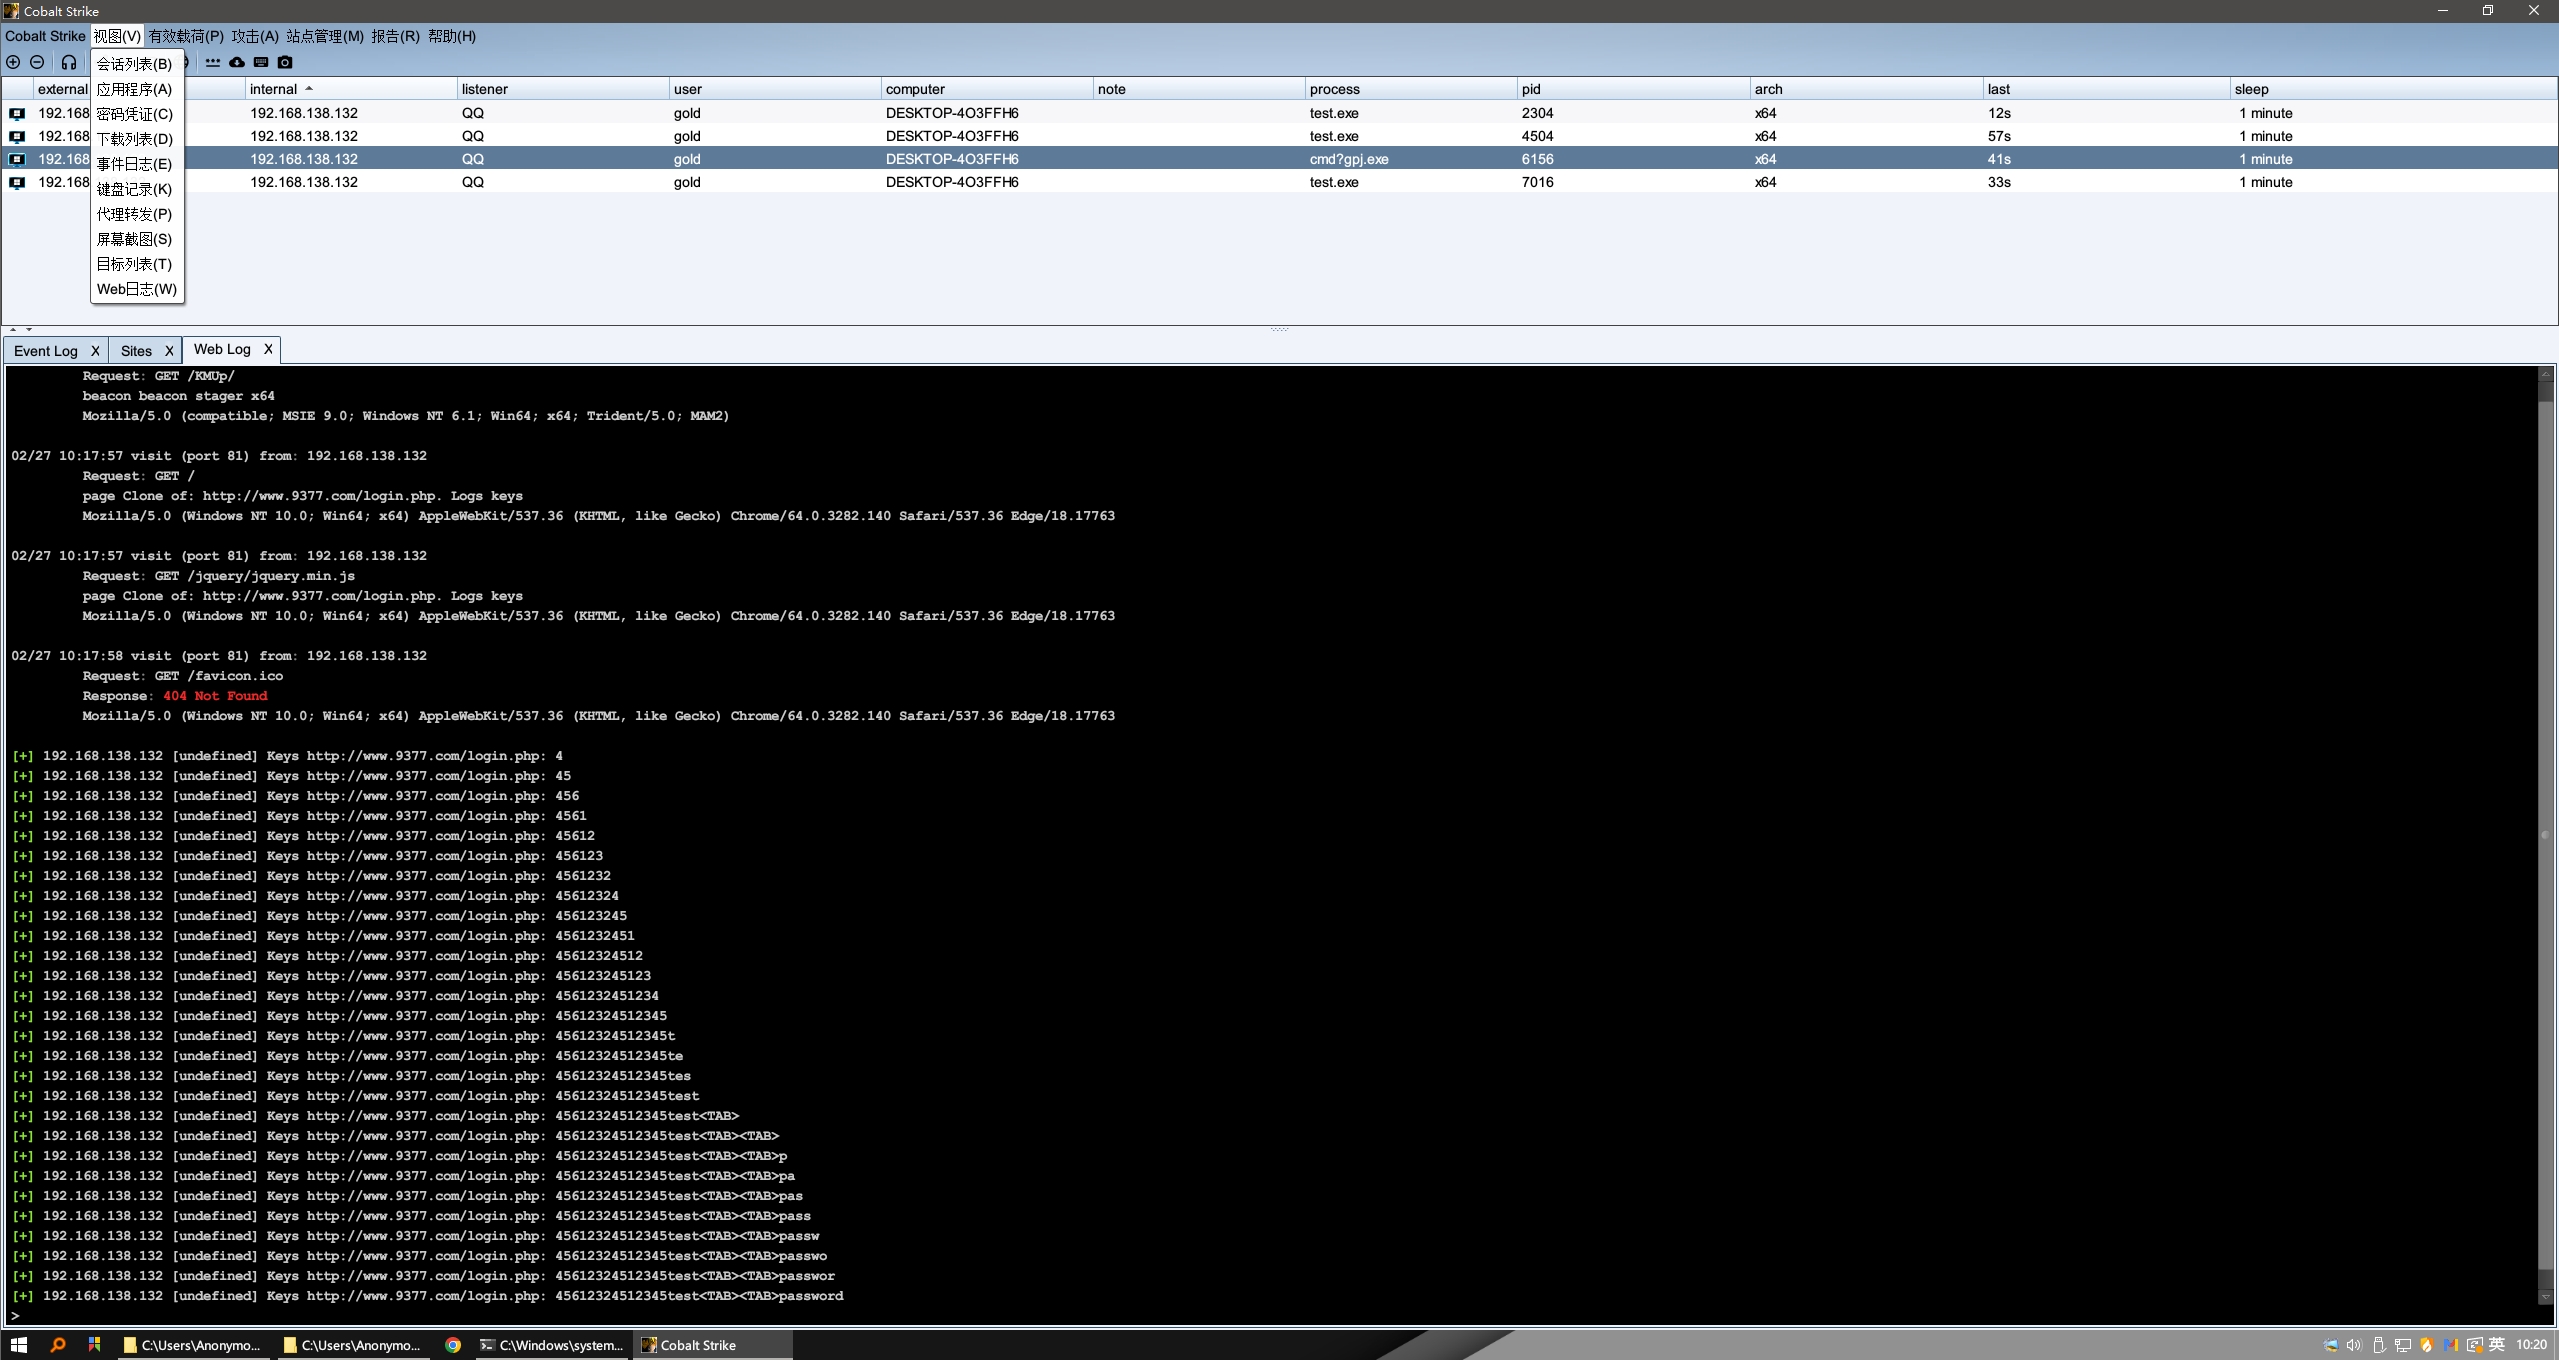 Cobalt Strike
Cobalt Strike 视图(V) 有效载荷(P) 攻击(A) 站点管理(M) 报告(R) 帮助(H)
会话列表(B)
应用程序(A)
密码凭证(C)
下载列表(D)
事件日志(E)
键盘记录(K)
代理转发(P)
屏幕截图(S)
目标列表(T)
Web日志(W)
external internal listener user computer note process pid arch last sleep
192.168 192.168.138.132 QQ gold DESKTOP-4O3FFH6 test.exe 2304 x64 12s 1 minute
192.168 192.168.138.132 QQ gold DESKTOP-4O3FFH6 test.exe 4504 x64 57s 1 minute
192.168 192.168.138.132 QQ gold DESKTOP-4O3FFH6 cmd?gpj.exe 6156 x64 41s 1 minute
192.168 192.168.138.132 QQ gold DESKTOP-4O3FFH6 test.exe 7016 x64 33s 1 minute
Event Log X Sites X Web Log X
Request: GET /KMUp/
beacon beacon stager x64
Mozilla/5.0 (compatible; MSIE 9.0; Windows NT 6.1; Win64; x64; Trident/5.0; MAM2)
02/27 10:17:57 visit (port 81) from: 192.168.138.132
Request: GET /
page Clone of: http://www.9377.com/login.php. Logs keys
Mozilla/5.0 (Windows NT 10.0; Win64; x64) AppleWebKit/537.36 (KHTML, like Gecko) Chrome/64.0.3282.140 Safari/537.36 Edge/18.17763
02/27 10:17:57 visit (port 81) from: 192.168.138.132
Request: GET /jquery/jquery.min.js
page Clone of: http://www.9377.com/login.php. Logs keys
Mozilla/5.0 (Windows NT 10.0; Win64; x64) AppleWebKit/537.36 (KHTML, like Gecko) Chrome/64.0.3282.140 Safari/537.36 Edge/18.17763
02/27 10:17:58 visit (port 81) from: 192.168.138.132
Request: GET /favicon.ico
Response: 404 Not Found
Mozilla/5.0 (Windows NT 10.0; Win64; x64) AppleWebKit/537.36 (KHTML, like Gecko) Chrome/64.0.3282.140 Safari/537.36 Edge/18.17763
[+] 192.168.138.132 [undefined] Keys http://www.9377.com/login.php: 4
[+] 192.168.138.132 [undefined] Keys http://www.9377.com/login.php: 45
[+] 192.168.138.132 [undefined] Keys http://www.9377.com/login.php: 456
[+] 192.168.138.132 [undefined] Keys http://www.9377.com/login.php: 4561
[+] 192.168.138.132 [undefined] Keys http://www.9377.com/login.php: 45612
[+] 192.168.138.132 [undefined] Keys http://www.9377.com/login.php: 456123
[+] 192.168.138.132 [undefined] Keys http://www.9377.com/login.php: 4561232
[+] 192.168.138.132 [undefined] Keys http://www.9377.com/login.php: 45612324
[+] 192.168.138.132 [undefined] Keys http://www.9377.com/login.php: 456123245
[+] 192.168.138.132 [undefined] Keys http://www.9377.com/login.php: 4561232451
[+] 192.168.138.132 [undefined] Keys http://www.9377.com/login.php: 45612324512
[+] 192.168.138.132 [undefined] Keys http://www.9377.com/login.php: 456123245123
[+] 192.168.138.132 [undefined] Keys http://www.9377.com/login.php: 4561232451234
[+] 192.168.138.132 [undefined] Keys http://www.9377.com/login.php: 45612324512345
[+] 192.168.138.132 [undefined] Keys http://www.9377.com/login.php: 45612324512345t
[+] 192.168.138.132 [undefined] Keys http://www.9377.com/login.php: 45612324512345te
[+] 192.168.138.132 [undefined] Keys http://www.9377.com/login.php: 45612324512345tes
[+] 192.168.138.132 [undefined] Keys http://www.9377.com/login.php: 45612324512345test
[+] 192.168.138.132 [undefined] Keys http://www.9377.com/login.php: 45612324512345test<TAB>
[+] 192.168.138.132 [undefined] Keys http://www.9377.com/login.php: 45612324512345test<TAB><TAB>
[+] 192.168.138.132 [undefined] Keys http://www.9377.com/login.php: 45612324512345test<TAB><TAB>p
[+] 192.168.138.132 [undefined] Keys http://www.9377.com/login.php: 45612324512345test<TAB><TAB>pa
[+] 192.168.138.132 [undefined] Keys http://www.9377.com/login.php: 45612324512345test<TAB><TAB>pas
[+] 192.168.138.132 [undefined] Keys http://www.9377.com/login.php: 45612324512345test<TAB><TAB>pass
[+] 192.168.138.132 [undefined] Keys http://www.9377.com/login.php: 45612324512345test<TAB><TAB>passw
[+] 192.168.138.132 [undefined] Keys http://www.9377.com/login.php: 45612324512345test<TAB><TAB>passwo
[+] 192.168.138.132 [undefined] Keys http://www.9377.com/login.php: 45612324512345test<TAB><TAB>passwor
[+] 192.168.138.132 [undefined] Keys http://www.9377.com/login.php: 45612324512345test<TAB><TAB>password
>
C:\Users\Anonymo... C:\Users\Anonymo... C:\Windows\system... Cobalt Strike 英 10:20